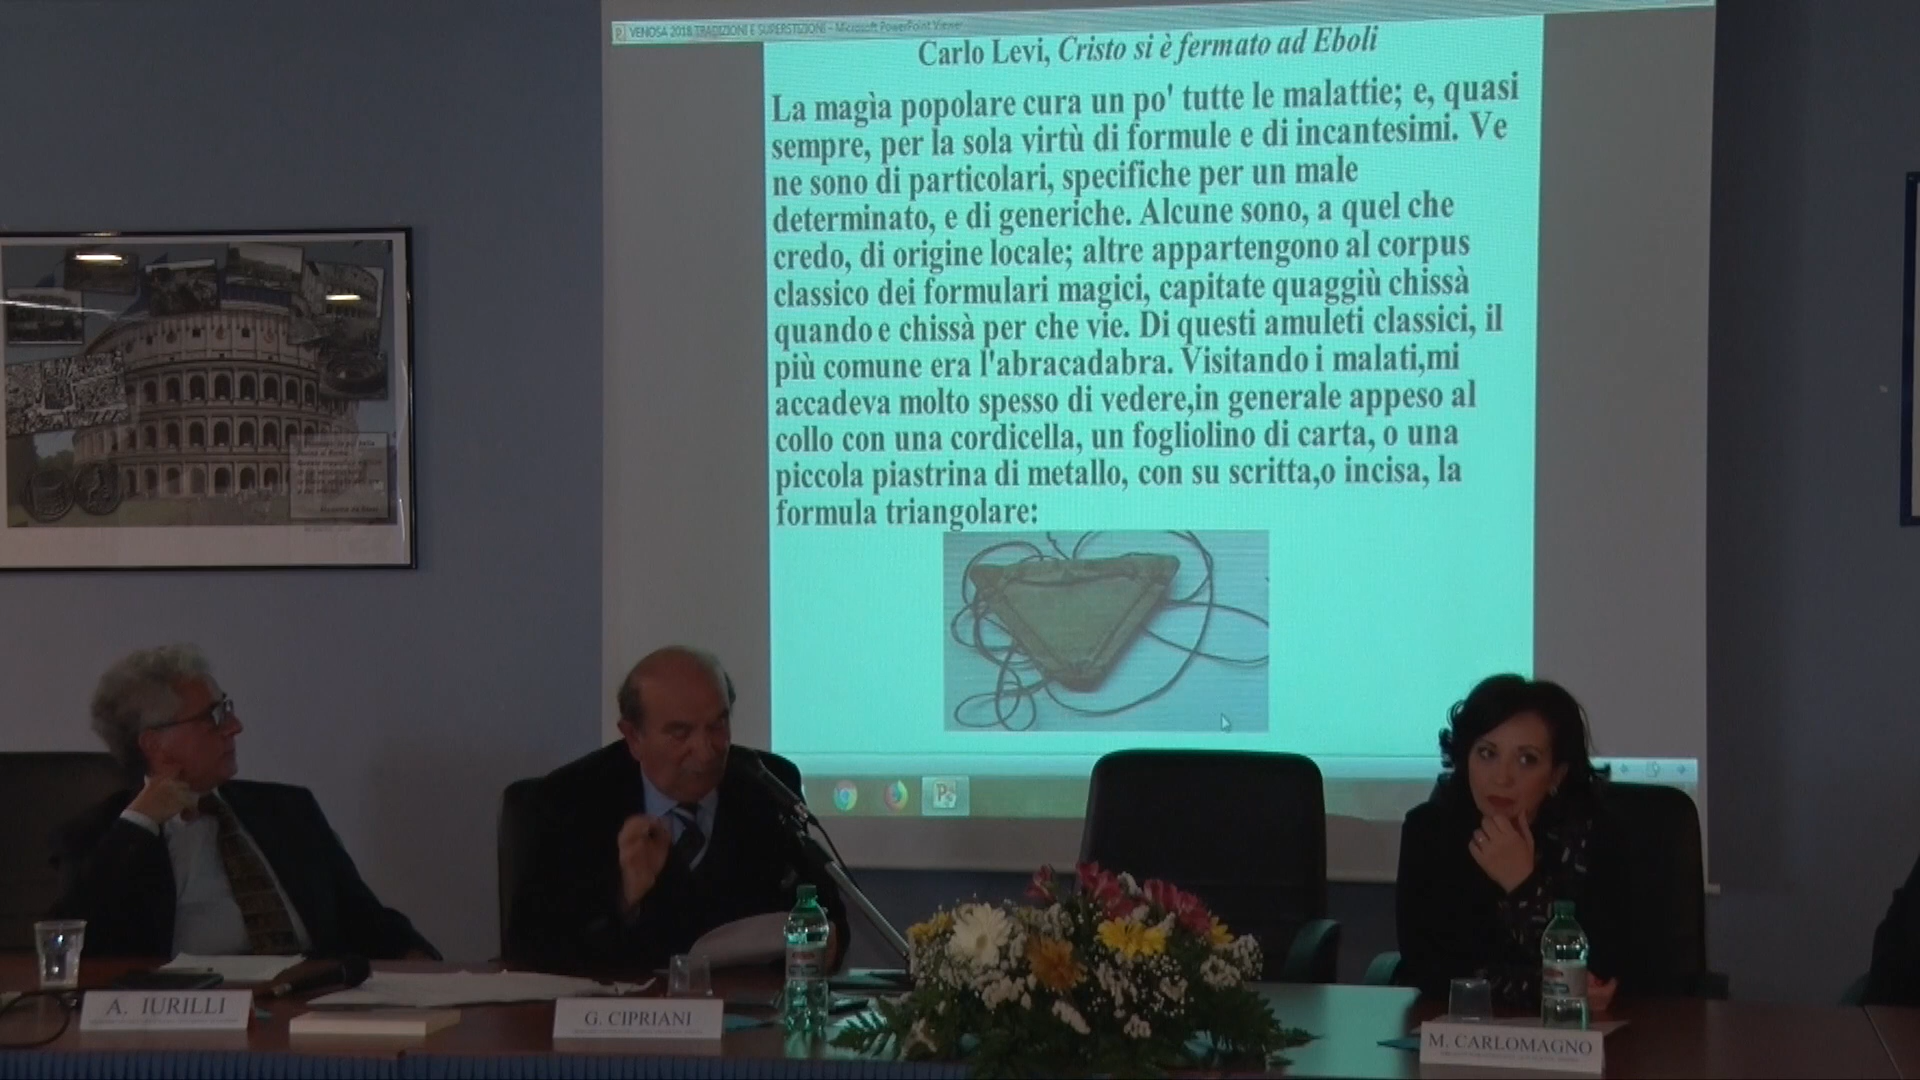 VENOSA 2018 TRADIZIONI E SUPERSTIZIONI - Microsoft PowerPoint Viewer
Carlo Levi, Cristo si è fermato ad Eboli
La magìa popolare cura un po' tutte le malattie; e, quasi
sempre, per la sola virtù di formule e di incantesimi. Ve
ne sono di particolari, specifiche per un male
determinato, e di generiche. Alcune sono, a quel che
credo, di origine locale; altre appartengono al corpus
classico dei formulari magici, capitate quaggiù chissà
quando e chissà per che vie. Di questi amuleti classici, il
più comune era l'abracadabra. Visitando i malati,mi
accadeva molto spesso di vedere,in generale appeso al
collo con una cordicella, un fogliolino di carta, o una
piccola piastrina di metallo, con su scritta,o incisa, la
formula triangolare:
A. IURILLI
G. CIPRIANI
M. CARLOMAGNO